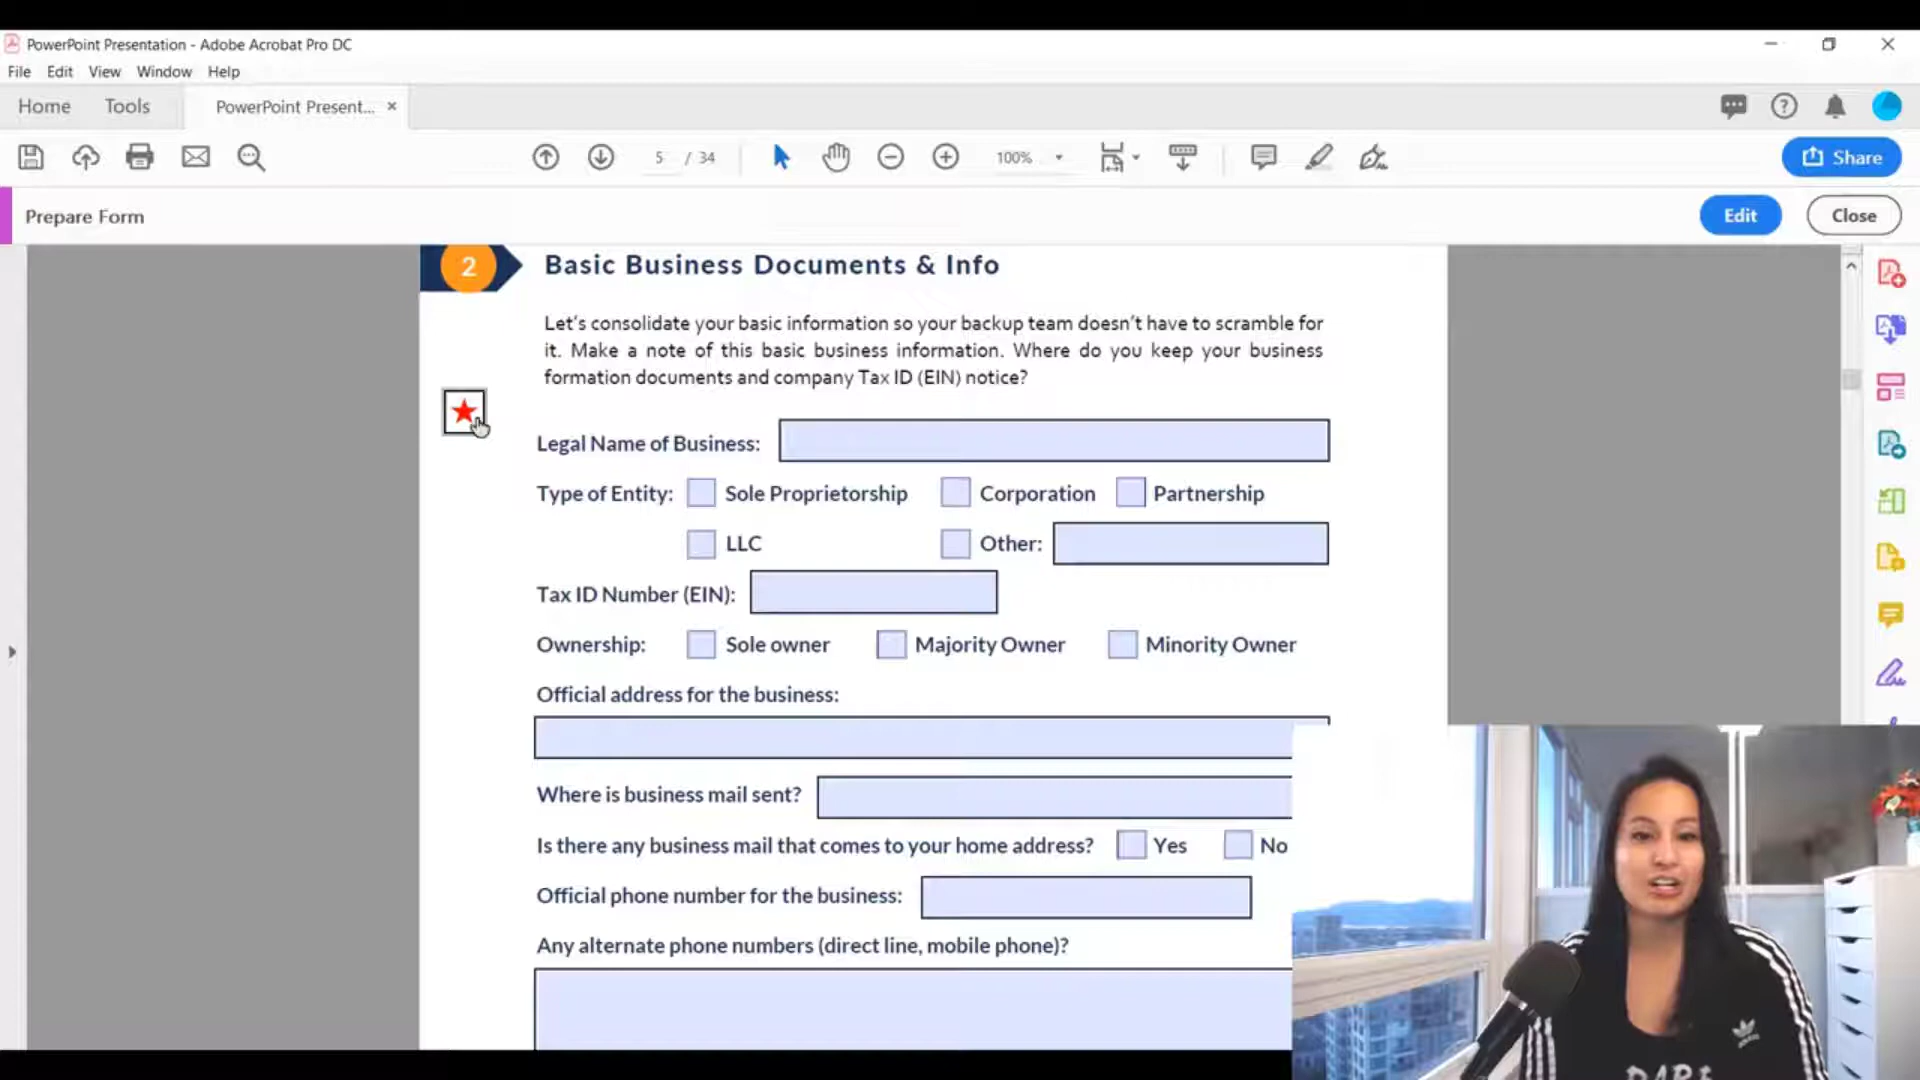 PowerPoint Presentation - Adobe Acrobat Pro DC
File Edit View Window Help
Home Tools PowerPoint Present... ×
5 / 34 100% Share
Prepare Form Edit Close
2 Basic Business Documents & Info
Let's consolidate your basic information so your backup team doesn't have to scramble for
it. Make a note of this basic business information. Where do you keep your business
formation documents and company Tax ID (EIN) notice?
Legal Name of Business:
Type of Entity: Sole Proprietorship Corporation Partnership
LLC Other:
Tax ID Number (EIN):
Ownership: Sole owner Majority Owner Minority Owner
Official address for the business:
Where is business mail sent?
Is there any business mail that comes to your home address? Yes No
Official phone number for the business:
Any alternate phone numbers (direct line, mobile phone)?